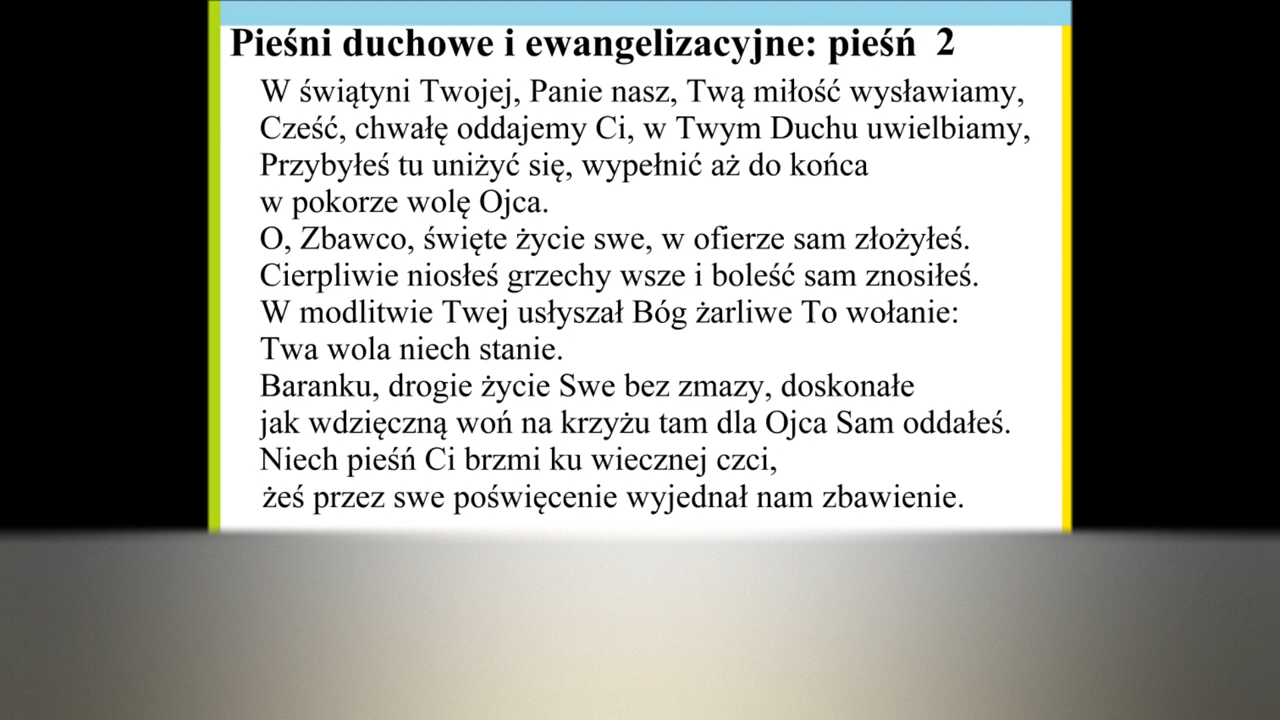 Pieśni duchowe i ewangelizacyjne: pieśń 2
W świątyni Twojej, Panie nasz, Twą miłość wysławiamy,
Cześć, chwałę oddajemy Ci, w Twym Duchu uwielbiamy,
Przybyłeś tu uniżyć się, wypełnić aż do końca
w pokorze wolę Ojca.
O, Zbawco, święte życie swe, w ofierze sam złożyłeś.
Cierpliwie niosłeś grzechy wsze i boleść sam znosiłeś.
W modlitwie Twej usłyszał Bóg żarliwe To wołanie:
Twa wola niech stanie.
Baranku, drogie życie Swe bez zmazy, doskonałe
jak wdzięczną woń na krzyżu tam dla Ojca Sam oddałeś.
Niech pieśń Ci brzmi ku wiecznej czci,
żeś przez swe poświęcenie wyjednał nam zbawienie.